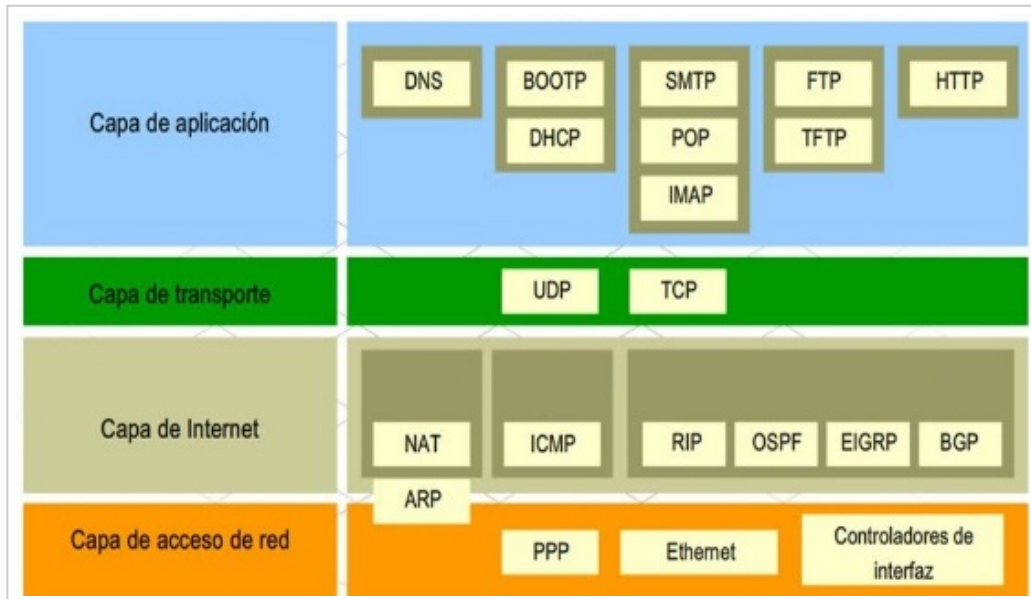 Capa de aplicación
DNS
BOOTP
DHCP
SMTP
POP
IMAP
FTP
TFTP
HTTP
Capa de transporte
UDP
TCP
Capa de Internet
NAT
ICMP
RIP
OSPF
EIGRP
BGP
ARP
Capa de acceso de red
PPP
Ethernet
Controladores de
interfaz